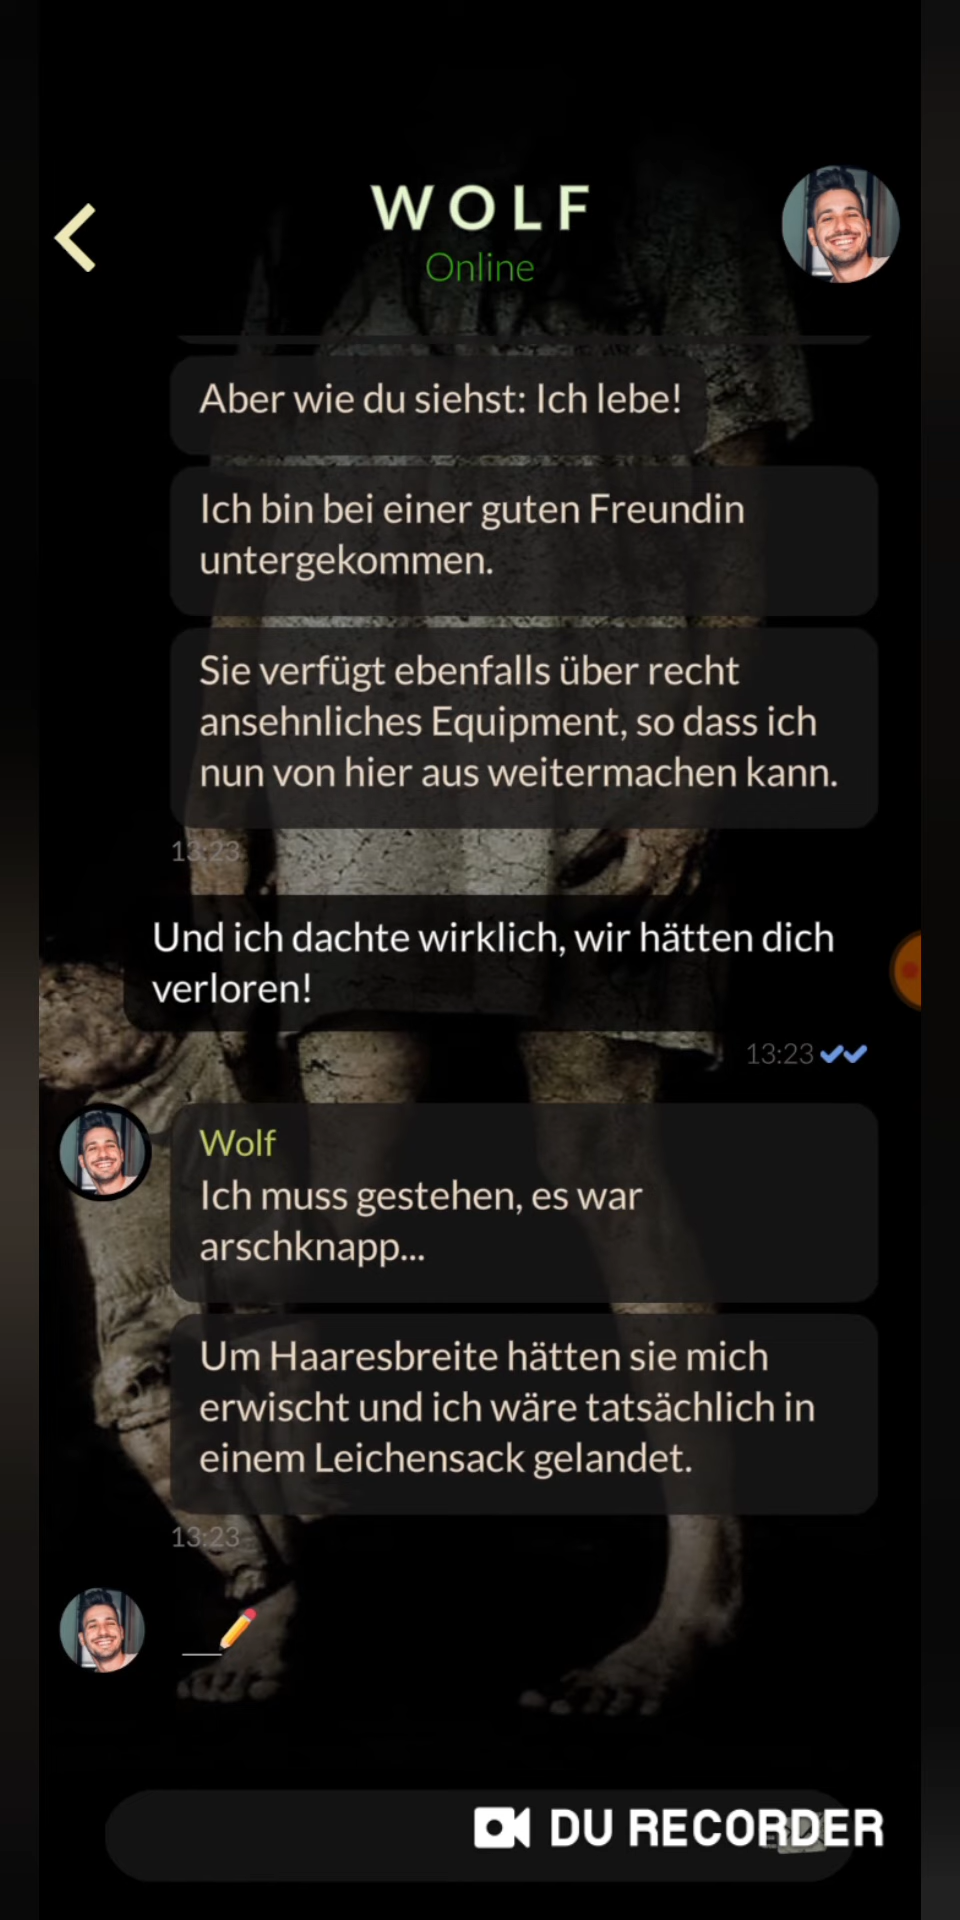 WOLF
Online
Aber wie du siehst: Ich lebe!
Ich bin bei einer guten Freundin
untergekommen.
Sie verfügt ebenfalls über recht
ansehnliches Equipment, so dass ich
nun von hier aus weitermachen kann.
13:23
Und ich dachte wirklich, wir hätten dich
verloren!
13:23
Wolf
Ich muss gestehen, es war
arschknapp...
Um Haaresbreite hätten sie mich
erwischt und ich wäre tatsächlich in
einem Leichensack gelandet.
13:23
DU RECORDER